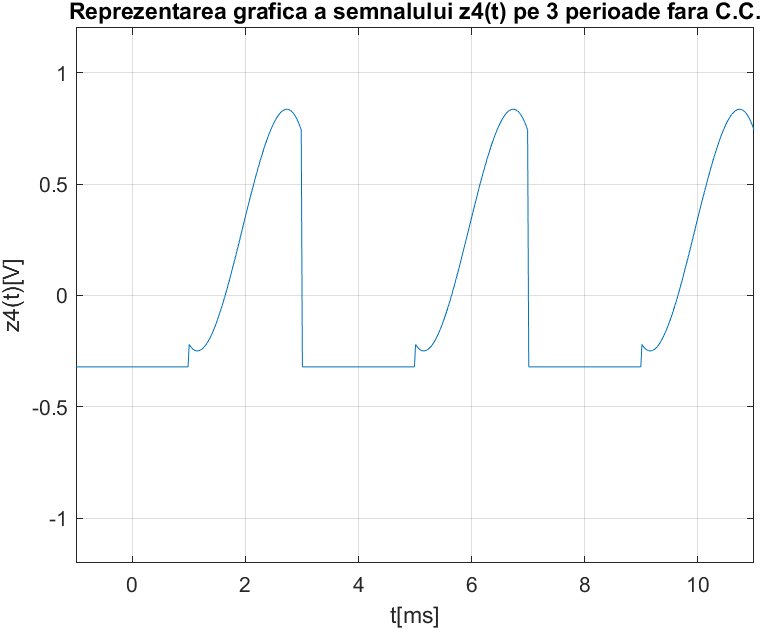 Reprezentarea grafica a semnalului z4(t) pe 3 perioade fara C.C.
1
0.5
0
-0.5
-1
z4(t)[V]
0 2 4 6 8 10
t[ms]